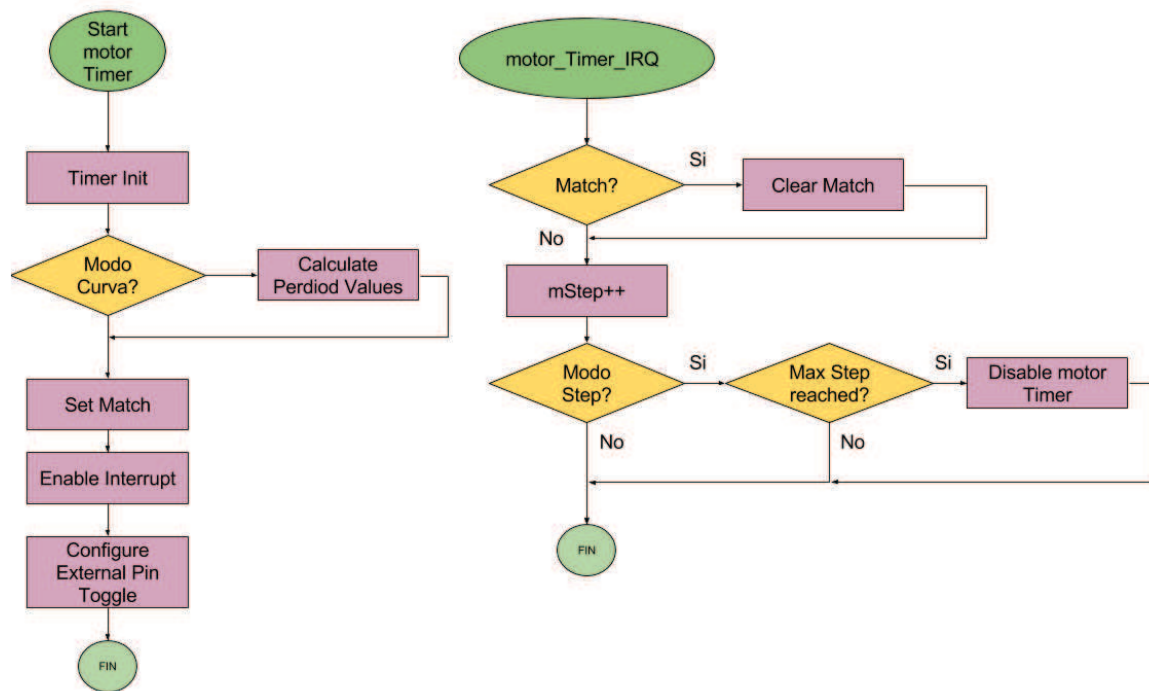 Start
motor
Timer
Timer Init
Modo
Curva?
Calculate
Perdiod Values
Set Match
Enable Interrupt
Configure
External Pin
Toggle
FIN
motor_Timer_IRQ
Match?
Si
Clear Match
No
mStep++
Modo
Step?
Si
Max Step
reached?
Si
Disable motor
Timer
No
No
FIN